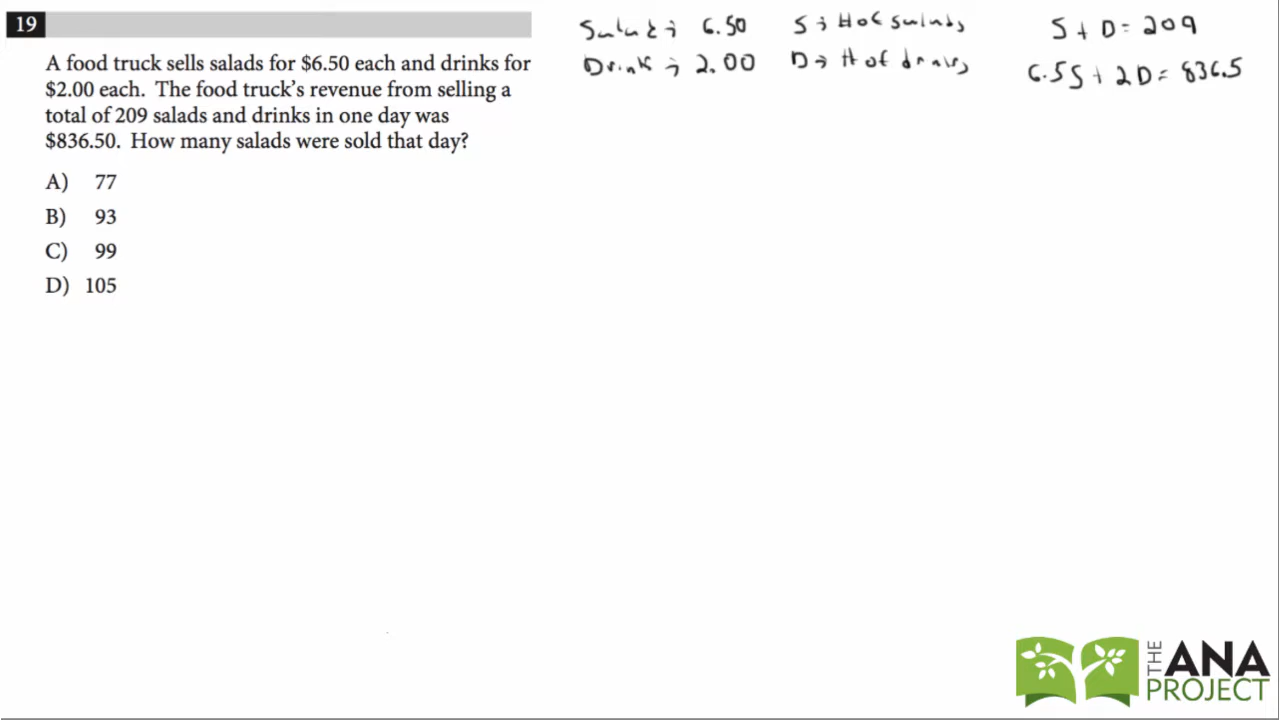 19
A food truck sells salads for $6.50 each and drinks for
$2.00 each. The food truck's revenue from selling a
total of 209 salads and drinks in one day was
$836.50. How many salads were sold that day?
A) 77
B) 93
C) 99
D) 105
Salad → 6.50
Drink → 2.00
S → # of salads
D → # of drinks
S + D = 209
6.5S + 2D = 836.5
THE ANA
PROJECT